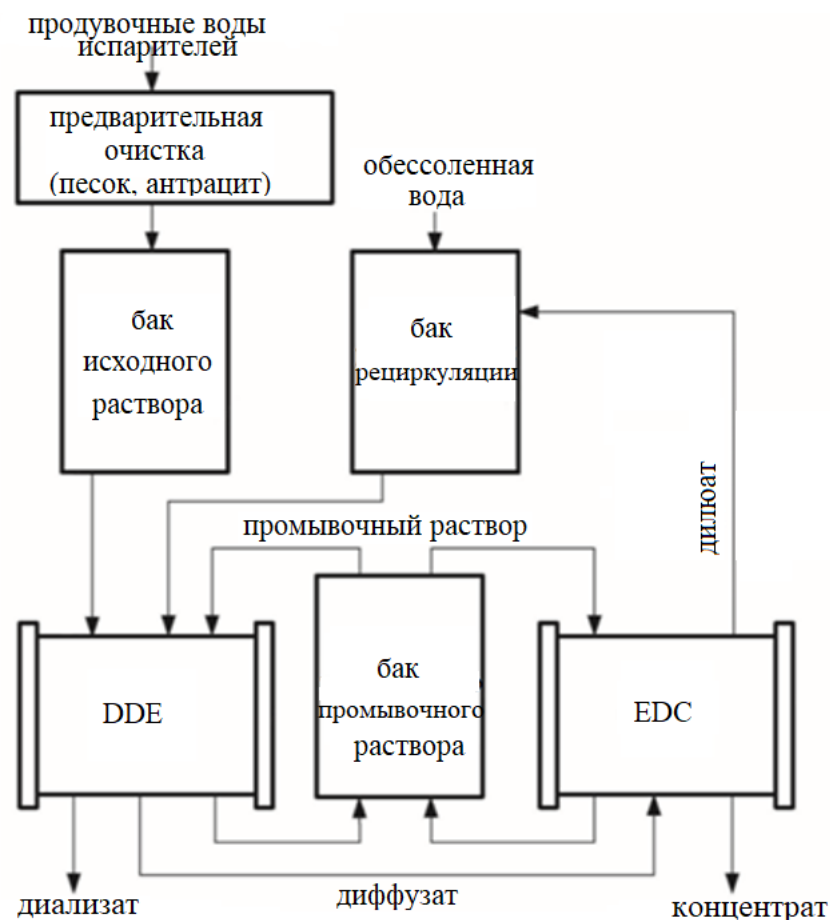 продувочные воды
испарителей
предварительная
очистка
(песок, антрацит)
обессоленная
вода
бак
исходного
раствора
бак
рециркуляции
дилюат
промывочный раствор
DDE
бак
промывочного
раствора
EDC
диализат
диффузат
концентрат